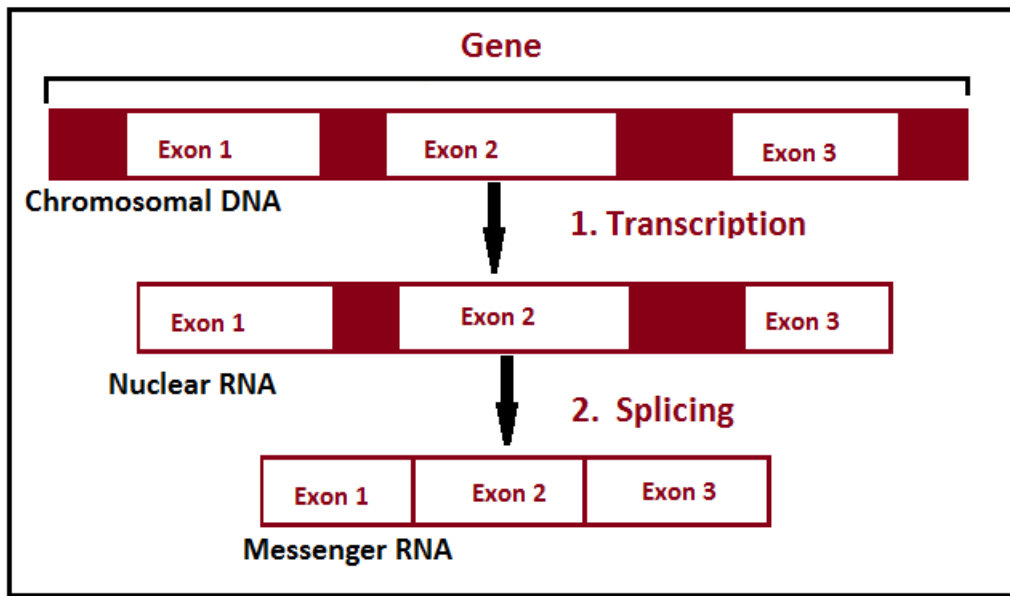 Gene
Exon 1
Exon 2
Exon 3
Chromosomal DNA
1. Transcription
Exon 1
Exon 2
Exon 3
Nuclear RNA
2. Splicing
Exon 1
Exon 2
Exon 3
Messenger RNA